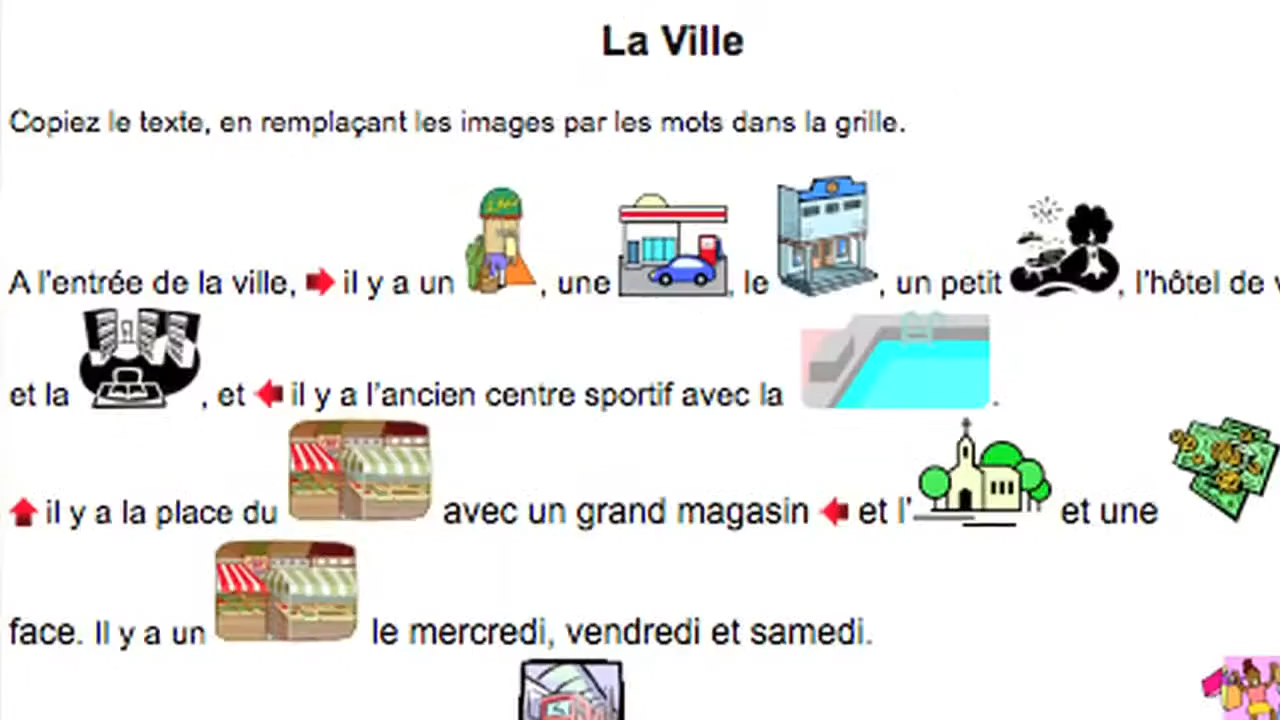 La Ville
Copiez le texte, en remplaçant les images par les mots dans la grille.
A l'entrée de la ville, il y a un , une , le , un petit , l'hôtel de
et la , et il y a l'ancien centre sportif avec la .
il y a la place du avec un grand magasin et l' et une
face. Il y a un le mercredi, vendredi et samedi.